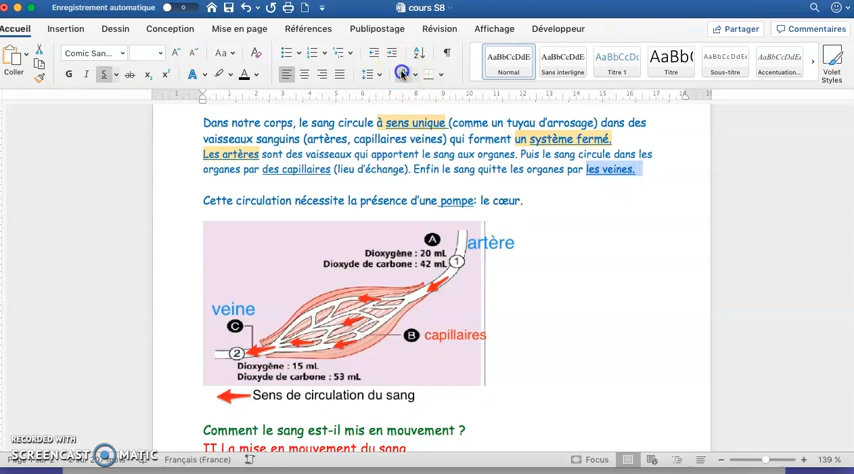 Enregistrement automatique
cours S8
Accueil Insertion Dessin Conception Mise en page Références Publipostage Révision Affichage Développeur
Partager Commentaires
Coller
Comic San...
G I S ab x₂ x²
AaBbCcDdE AaBbCcDdE AaBbCcDc AaBb( AaBbCcDdE AaBbCcDdE
Normal Sans interligne Titre 1 Titre Sous-titre Accentuation...
Volet
Styles
Dans notre corps, le sang circule à sens unique (comme un tuyau d'arrosage) dans des
vaisseaux sanguins (artères, capillaires veines) qui forment un système fermé.
Les artères sont des vaisseaux qui apportent le sang aux organes. Puis le sang circule dans les
organes par des capillaires (lieu d'échange). Enfin le sang quitte les organes par les veines.
Cette circulation nécessite la présence d'une pompe: le cœur.
A
artère
Dioxygène : 20 mL
Dioxyde de carbone : 42 mL
1
veine
C
B capillaires
2
Dioxygène : 15 mL
Dioxyde de carbone : 53 mL
Sens de circulation du sang
Comment le sang est-il mis en mouvement ?
II La mise en mouvement du sang
RECORDED WITH
SCREENCAST MATIC
Français (France)
Focus
139 %